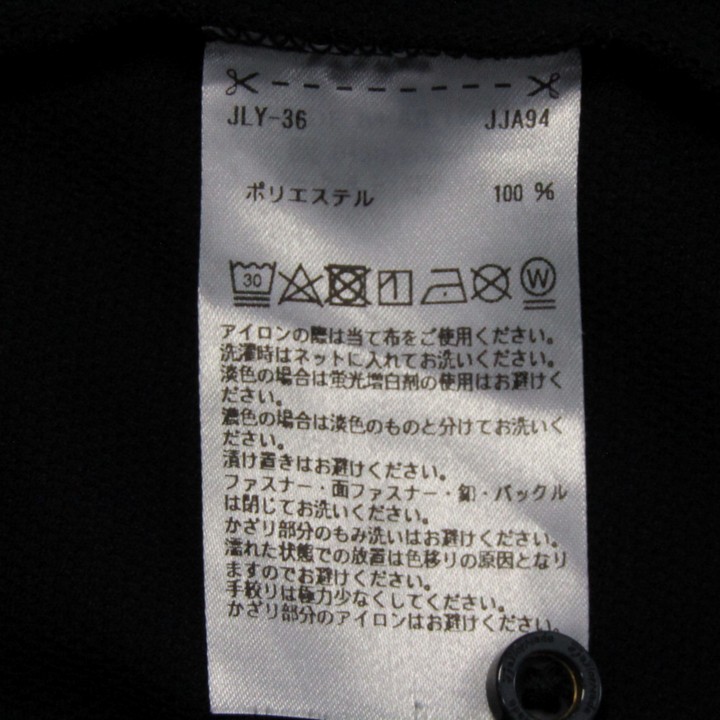 JLY-36 JJA94
ポリエステル 100 %
30 W
アイロンの際は当て布をご使用ください。
洗濯時はネットに入れてお洗いください。
淡色の場合は蛍光増白剤の使用はお避けく
ださい。
濃色の場合は淡色のものと分けてお洗いく
ださい。
漬け置きはお避けください。
ファスナー・面ファスナー・釦・バックル
は閉じてお洗いください。
かざり部分のもみ洗いはお避けください。
濡れた状態での放置は色移りの原因となり
ますのでお避けください。
手絞りは極力少なくしてください。
かざり部分のアイロンはお避けください。